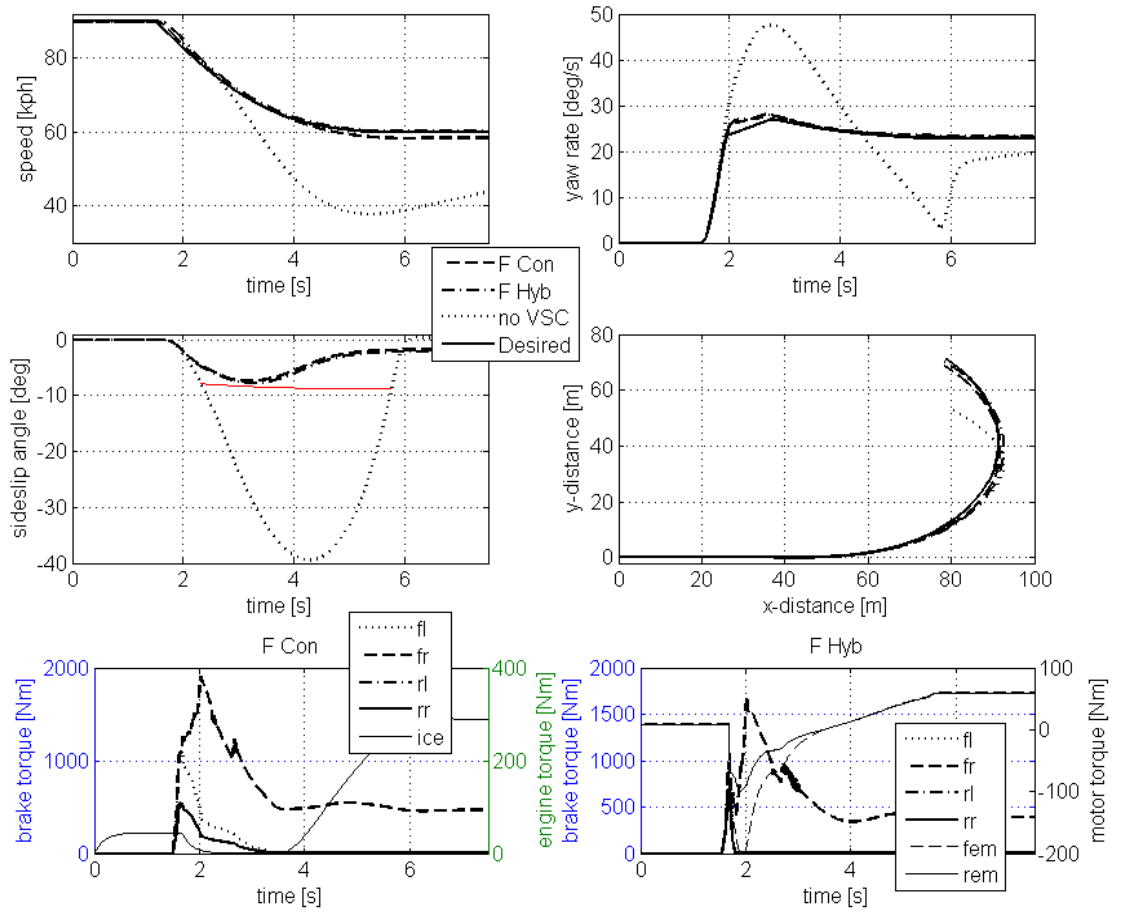 80
60
40
0
2
4
6
speed [kph]
time [s]
50
40
30
20
10
0
0
2
4
6
yaw rate [deg/s]
time [s]
F Con
F Hyb
no VSC
Desired
0
-10
-20
-30
-40
0
2
4
6
sideslip angle [deg]
time [s]
80
60
40
20
0
0
20
40
60
80
100
y-distance [m]
x-distance [m]
F Con
2000
1000
0
400
200
0
0
2
4
6
brake torque [Nm]
engine torque [Nm]
time [s]
fl
fr
rl
rr
ice
F Hyb
2000
1500
1000
500
0
100
0
-100
-200
0
2
4
6
brake torque [Nm]
motor torque [Nm]
time [s]
fl
fr
rl
rr
fem
rem